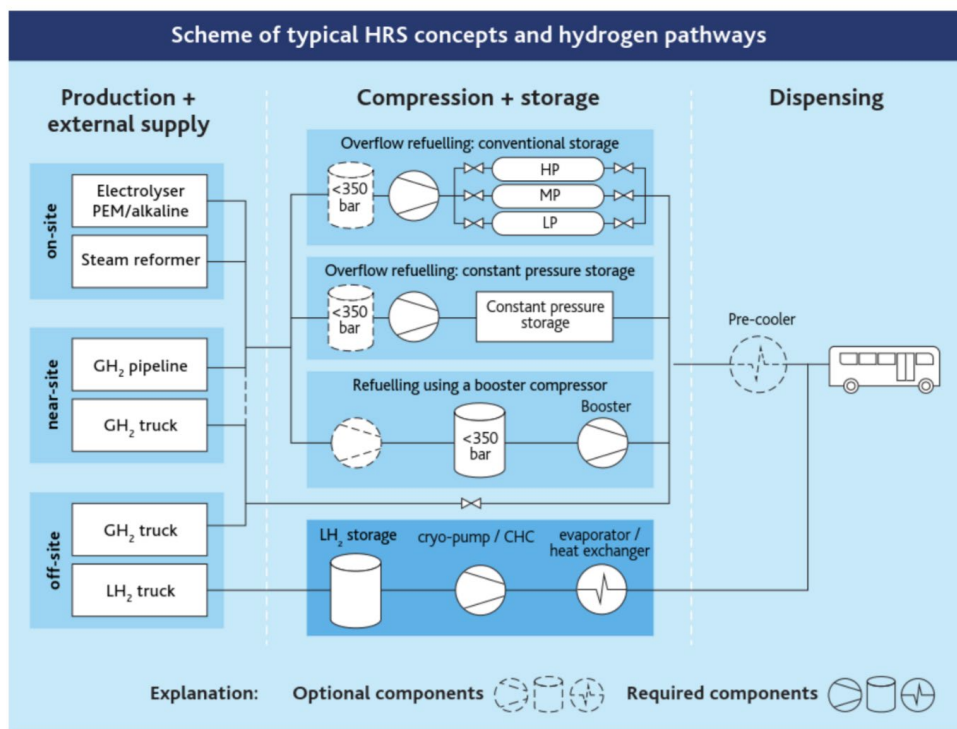 Scheme of typical HRS concepts and hydrogen pathways
Production +
external supply
Compression + storage
Dispensing
on-site
Electrolyser
PEM/alkaline
Steam reformer
near-site
GH₂ pipeline
GH₂ truck
off-site
GH₂ truck
LH₂ truck
Overflow refuelling: conventional storage
<350
bar
HP
MP
LP
Overflow refuelling: constant pressure storage
<350
bar
Constant pressure
storage
Refuelling using a booster compressor
<350
bar
Booster
LH₂ storage
cryo-pump / CHC
evaporator /
heat exchanger
Pre-cooler
Explanation:
Optional components
Required components